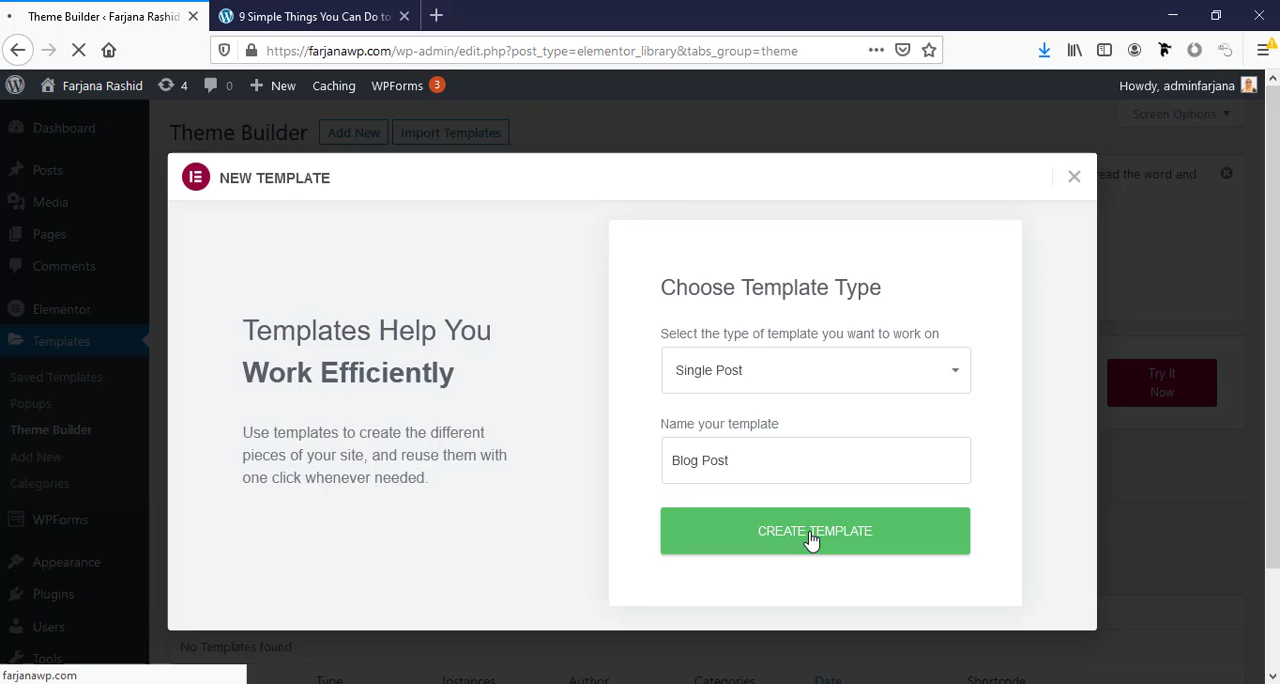 Theme Builder ‹ Farjana Rashid
9 Simple Things You Can Do to
https://farjanawp.com/wp-admin/edit.php?post_type=elementor_library&tabs_group=theme
Farjana Rashid 4 0 New Caching WPForms 3 Howdy, adminfarjana
Dashboard
Posts
Media
Pages
Comments
Elementor
Templates
Saved Templates
Popups
Theme Builder
Add New
Categories
WPForms
Appearance
Plugins
Users
Tools
Theme Builder Add New Import Templates
Screen Options
ead the word and
Try It
Now
NEW TEMPLATE
Templates Help You
Work Efficiently
Use templates to create the different
pieces of your site, and reuse them with
one click whenever needed.
Choose Template Type
Select the type of template you want to work on
Single Post
Name your template
Blog Post
CREATE TEMPLATE
No Templates found
Type Instances Author Categories Date Shortcode
farjanawp.com